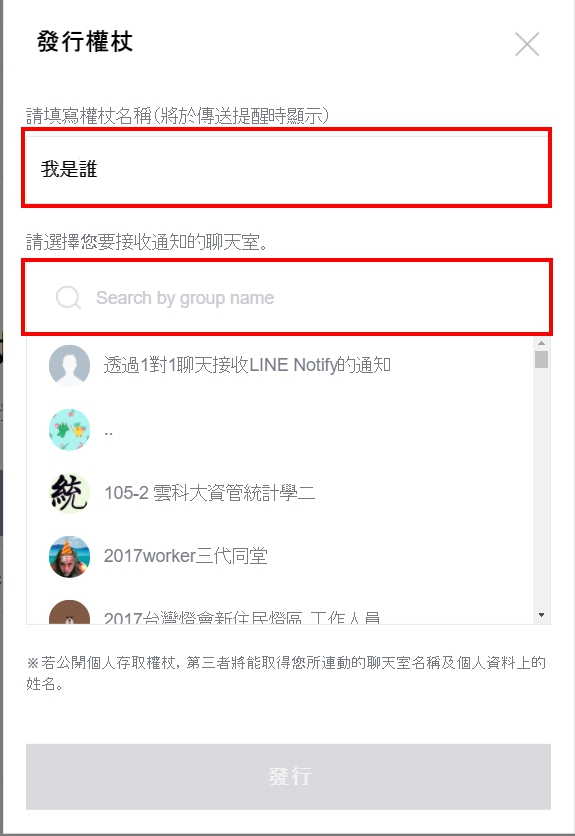 發行權杖
請填寫權杖名稱(將於傳送提醒時顯示)
我是誰
請選擇您要接收通知的聊天室。
Search by group name
透過1對1聊天接收LINE Notify的通知
..
統
105-2 雲科大資管統計學二
2017worker三代同堂
2017台灣燈會新住民燈區_工作人員
※若公開個人存取權杖, 第三者將能取得您所連動的聊天室名稱及個人資料上的
姓名。
發行